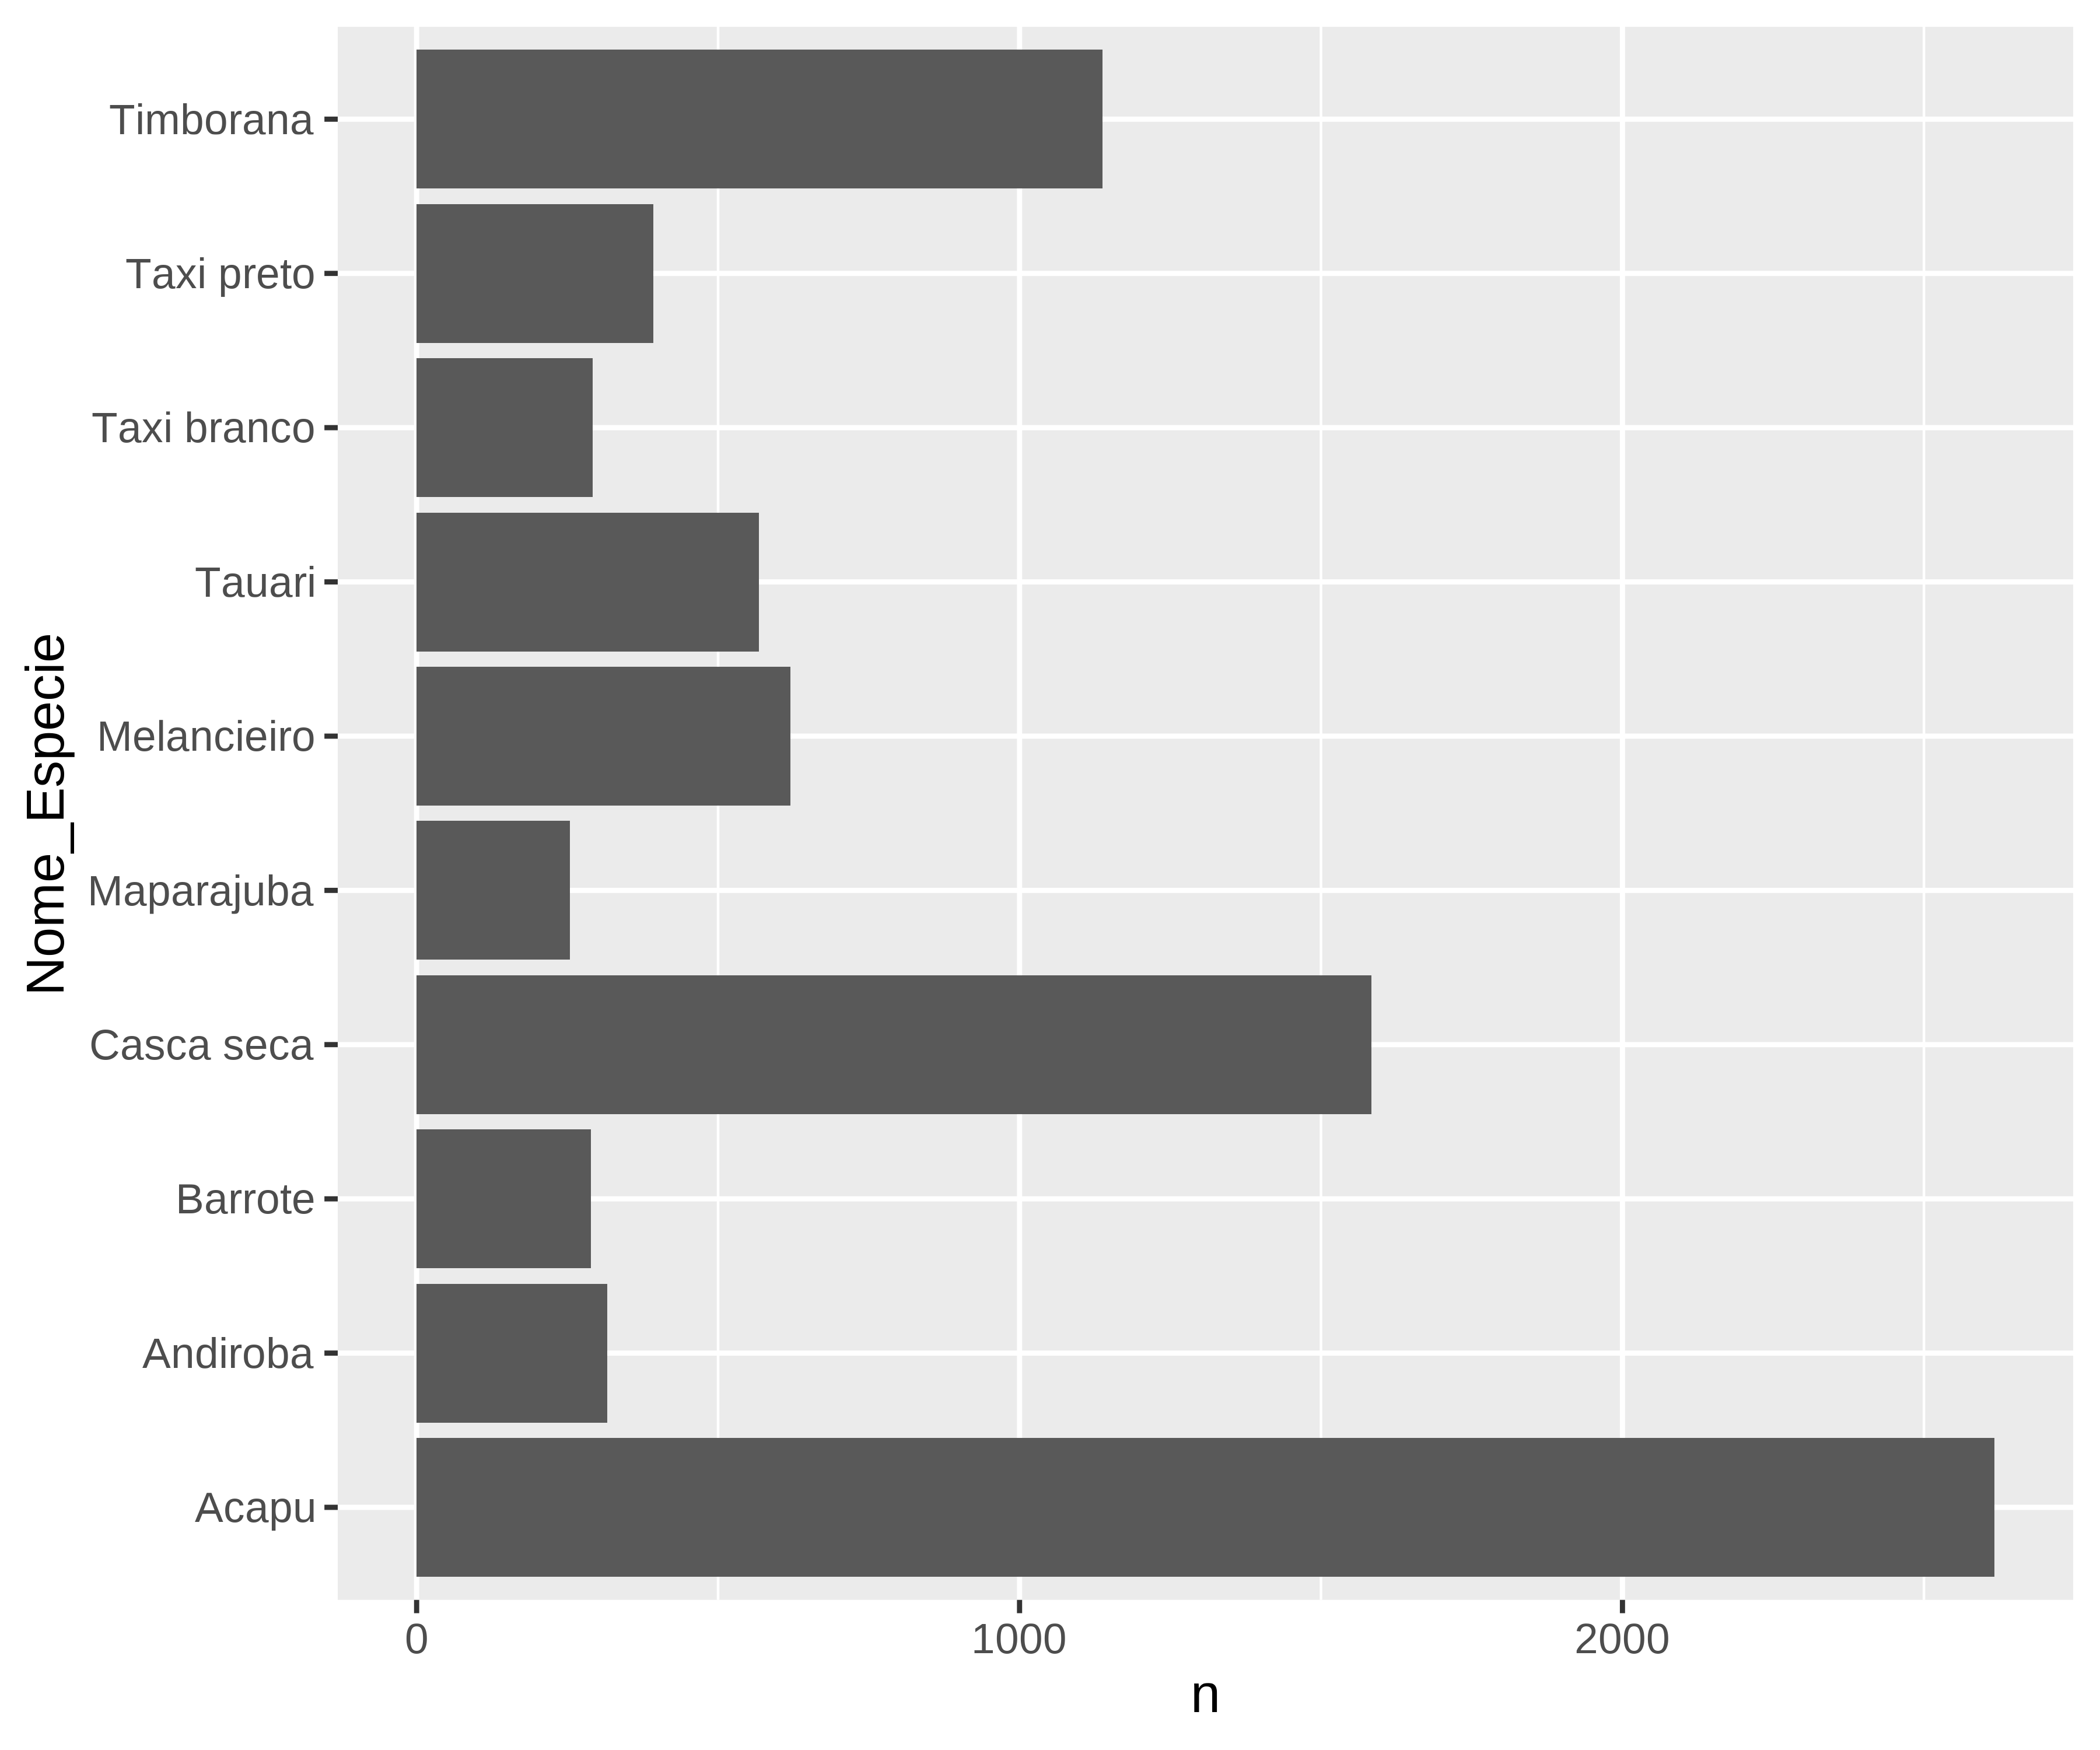 Nome_Especie
Timborana
Taxi preto
Taxi branco
Tauari
Melancieiro
Maparajuba
Casca seca
Barrote
Andiroba
Acapu
0 1000 2000
n